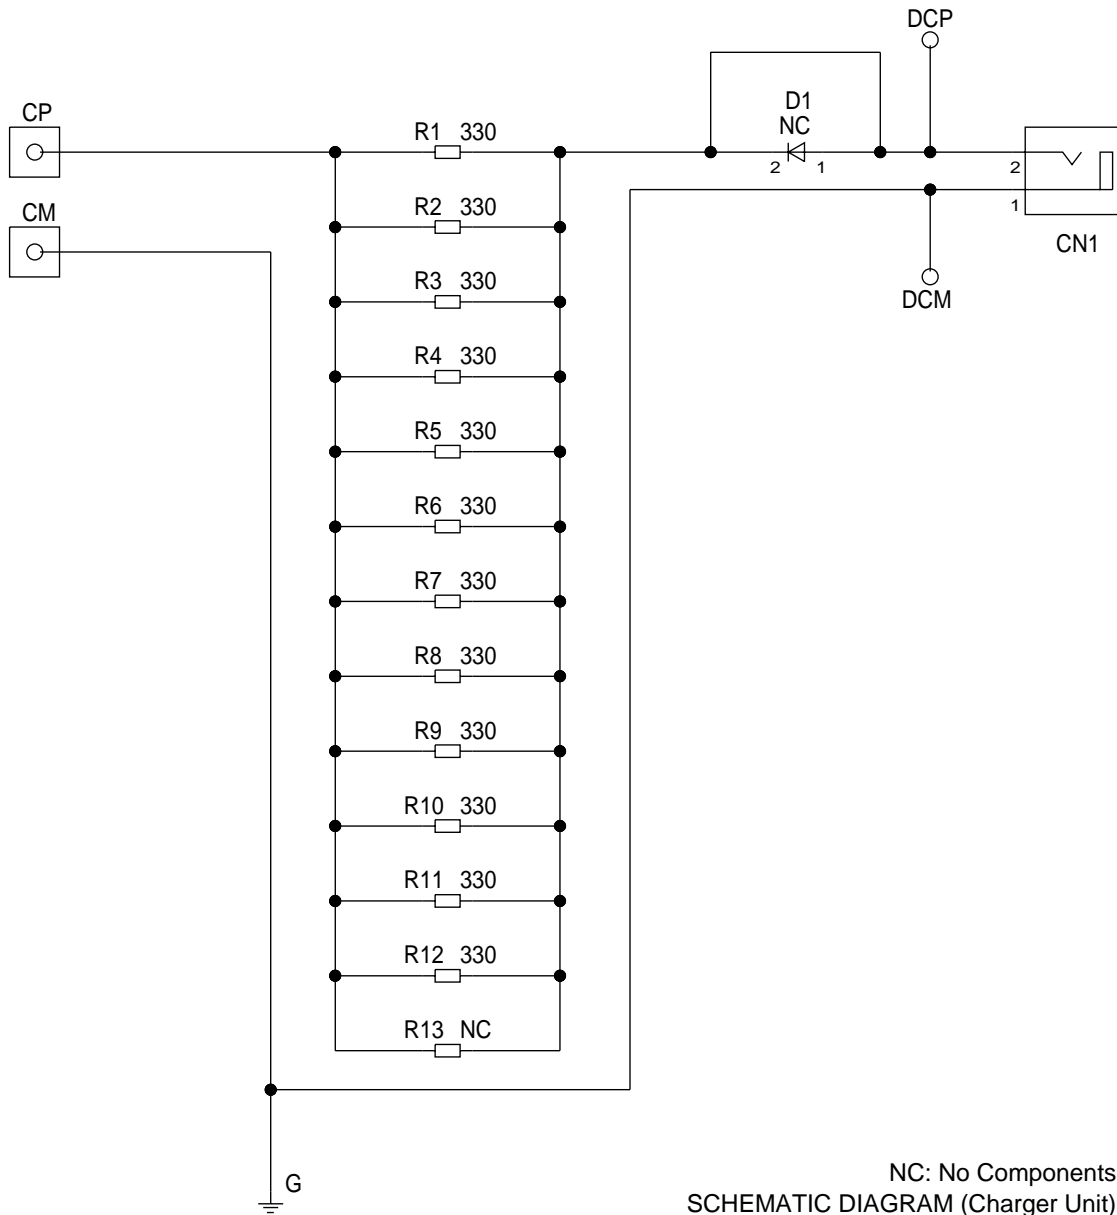 DCP
CP
D1
NC
R1 330
2 1
2
CM
R2 330
1
CN1
R3 330
DCM
R4 330
R5 330
R6 330
R7 330
R8 330
R9 330
R10 330
R11 330
R12 330
R13 NC
G
NC: No Components
SCHEMATIC DIAGRAM (Charger Unit)